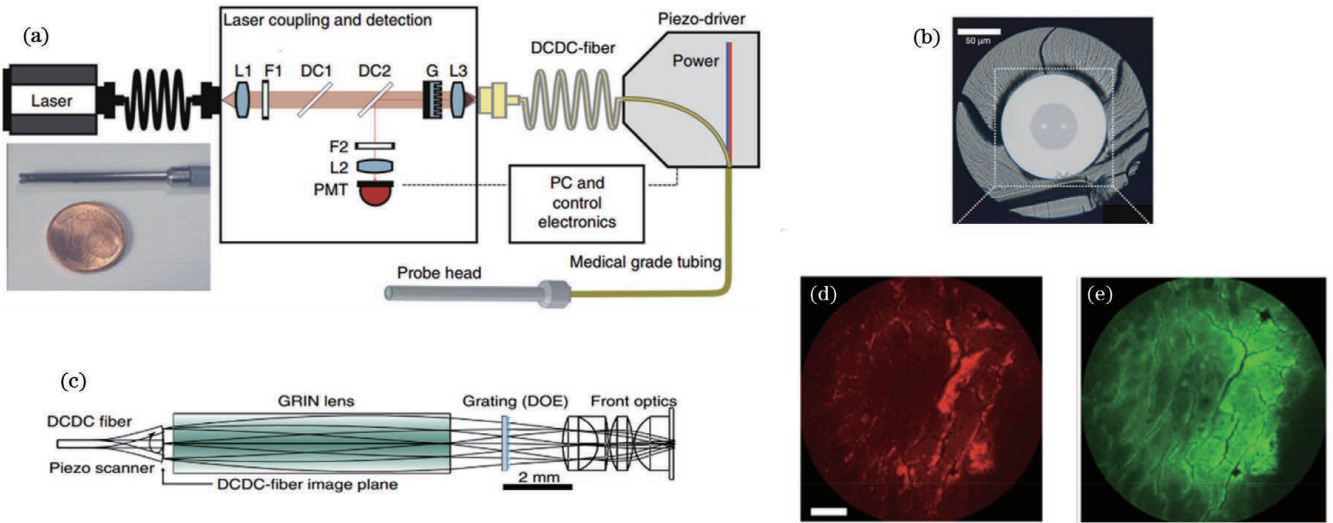 (a)
Laser coupling and detection
Laser
L1
F1
DC1
DC2
G
L3
F2
L2
PMT
DCDC-fiber
Piezo-driver
Power
PC and
control
electronics
Medical grade tubing
Probe head
(b)
50 μm
(c)
GRIN lens
Grating (DOE)
Front optics
DCDC fiber
Piezo scanner
DCDC-fiber image plane
2 mm
(d)
(e)